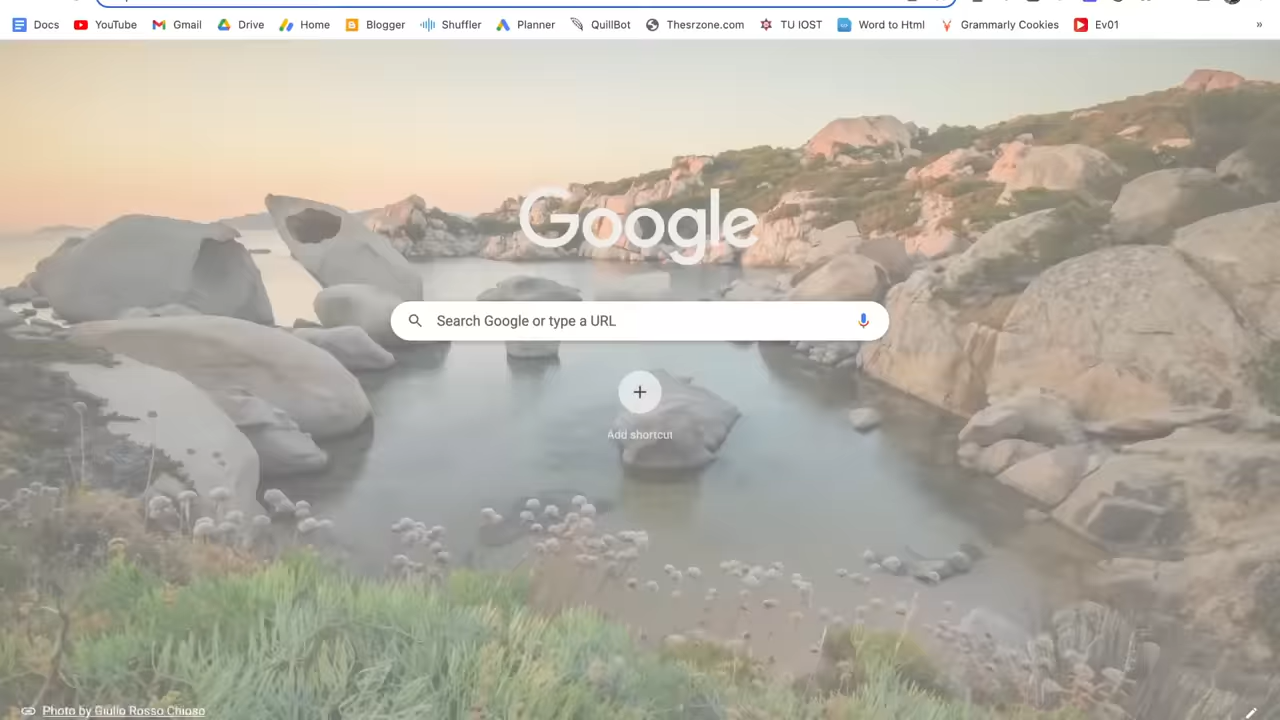 Docs YouTube Gmail Drive Home Blogger Shuffler Planner QuillBot Thesrzone.com TU IOST Word to Html Grammarly Cookies Ev01 »
Google
Search Google or type a URL
Add shortcut
Photo by Giulio Rosso Chioso